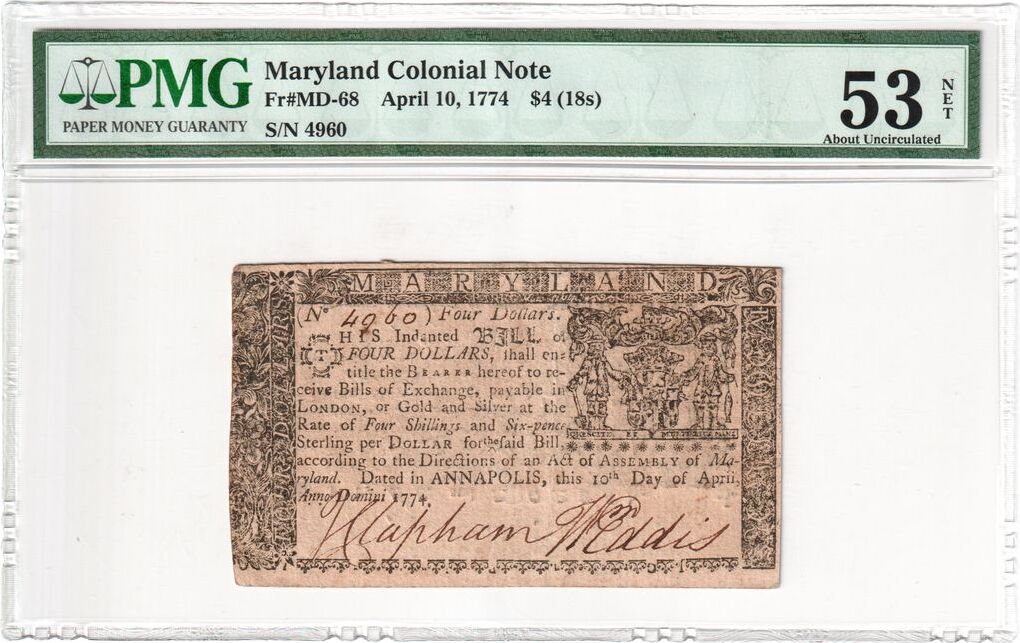 PMG
PAPER MONEY GUARANTY
Maryland Colonial Note
Fr#MD-68 April 10, 1774 $4 (18s)
S/N 4960
53
NET
About Uncirculated
MARYLAND
(No 4960) Four Dollars.
THIS Indented BILL of
FOUR DOLLARS, shall en-
title the BEARER hereof to re-
ceive Bills of Exchange, payable in
LONDON, or Gold and Silver at the
Rate of Four Shillings and Six-pence
Sterling per DOLLAR for the said Bill,
according to the Directions of an Act of ASSEMBLY of Ma-
ryland. Dated in ANNAPOLIS, this 10th Day of April,
Anno Domini 1774.
J Clapham Wm Eddis